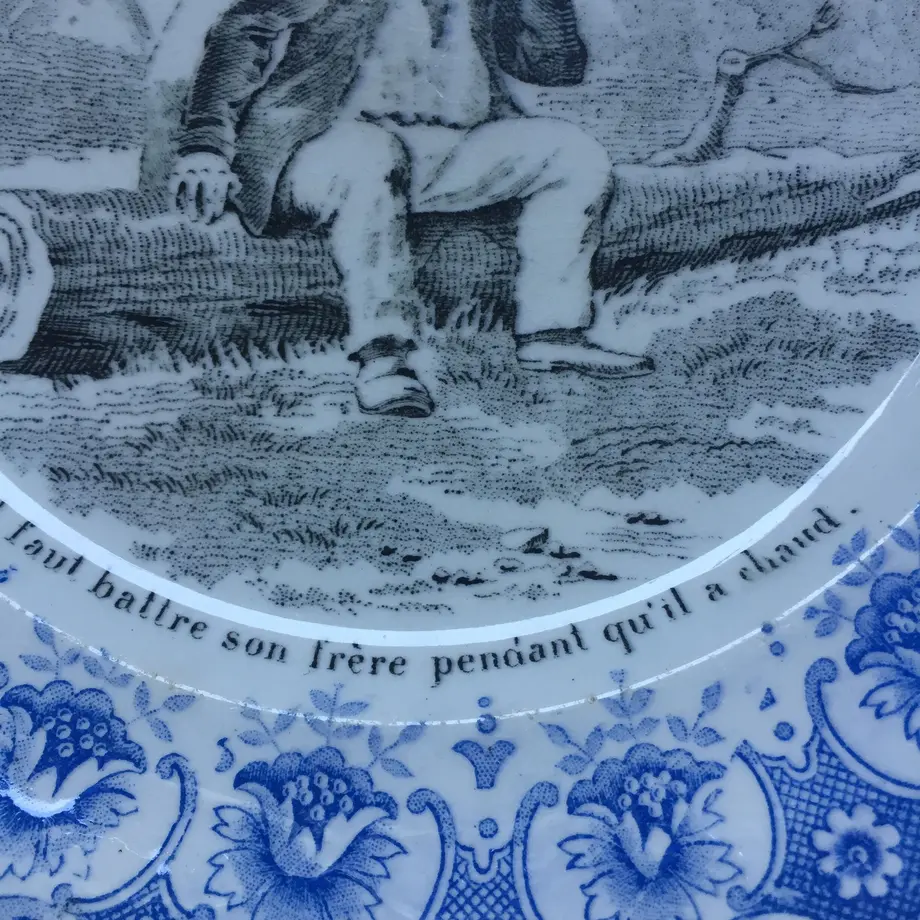 faut battre son frère pendant qu'il a chaud.